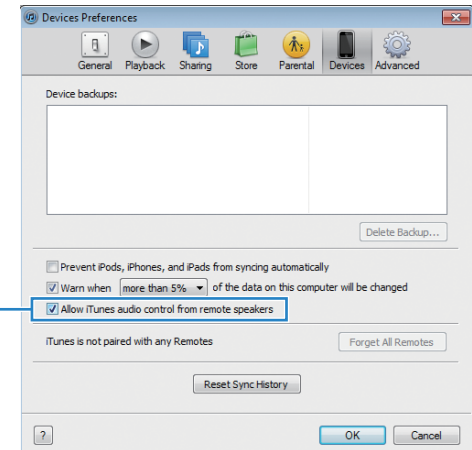 Devices Preferences
General Playback Sharing Store Parental Devices Advanced
Device backups:
Delete Backup...
Prevent iPods, iPhones, and iPads from syncing automatically
Warn when more than 5% of the data on this computer will be changed
Allow iTunes audio control from remote speakers
iTunes is not paired with any Remotes Forget All Remotes
Reset Sync History
? OK Cancel